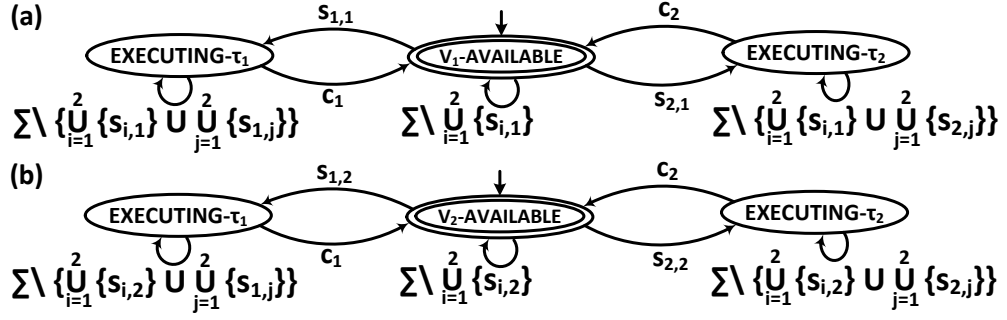 (a)
s1,1 c2
EXECUTING-τ1 V1-AVAILABLE EXECUTING-τ2
c1 s2,1
∑\ {⋃i=1^2 {si,1} ∪ ⋃j=1^2 {s1,j}} ∑\ ⋃i=1^2 {si,1} ∑\ {⋃i=1^2 {si,1} ∪ ⋃j=1^2 {s2,j}}
(b)
s1,2 c2
EXECUTING-τ1 V2-AVAILABLE EXECUTING-τ2
c1 s2,2
∑\ {⋃i=1^2 {si,2} ∪ ⋃j=1^2 {s1,j}} ∑\ ⋃i=1^2 {si,2} ∑\ {⋃i=1^2 {si,2} ∪ ⋃j=1^2 {s2,j}}